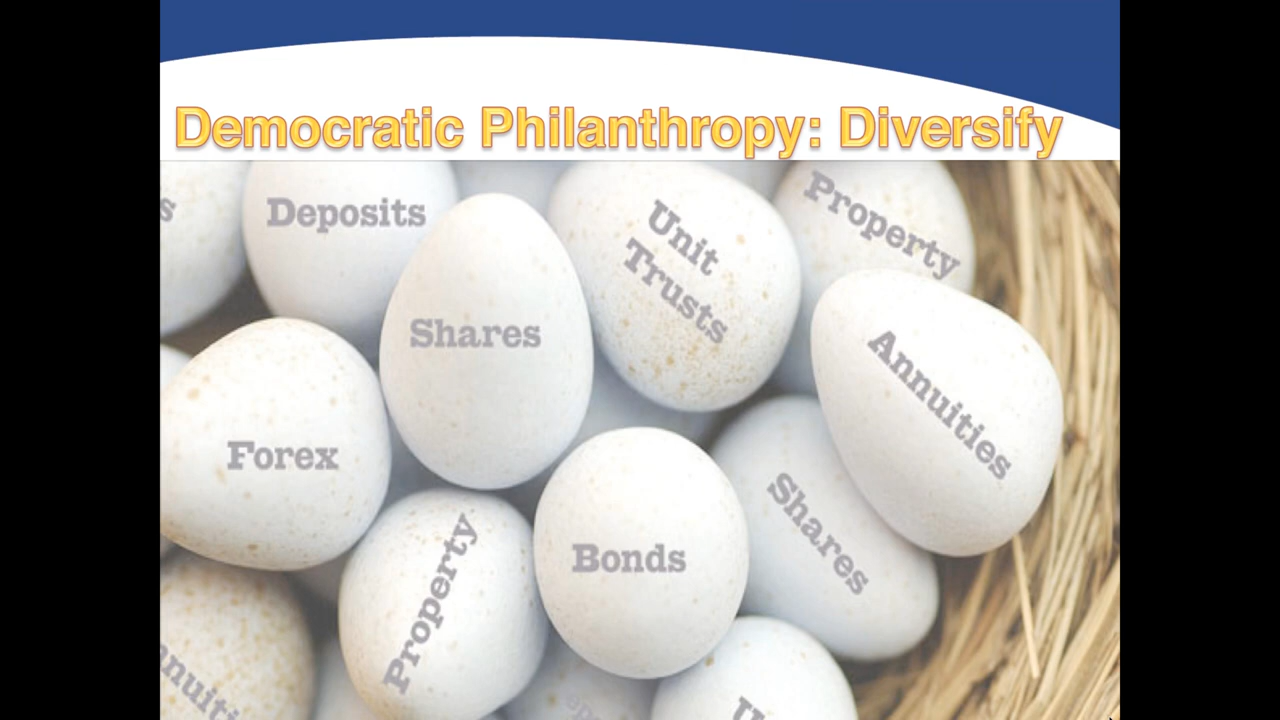 Democratic Philanthropy: Diversify
Deposits
Unit
Trusts
Property
Shares
Annuities
Forex
Shares
Bonds
Property